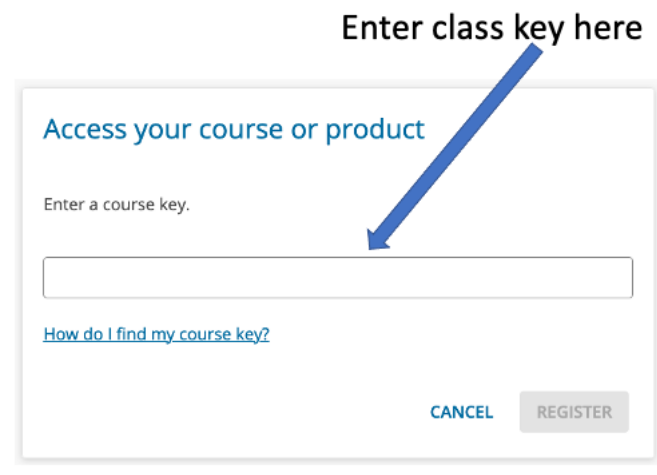 Enter class key here
Access your course or product
Enter a course key.
How do I find my course key?
CANCEL REGISTER